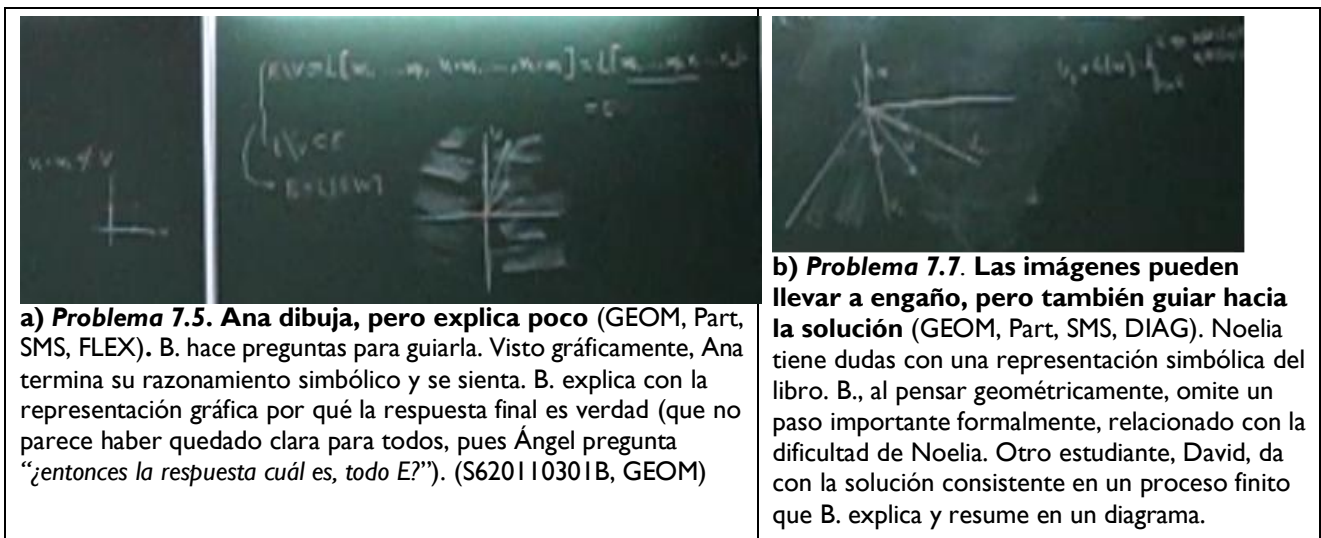 = E
a) Problema 7.5. Ana dibuja, pero explica poco (GEOM, Part,
SMS, FLEX). B. hace preguntas para guiarla. Visto gráficamente, Ana
termina su razonamiento simbólico y se sienta. B. explica con la
representación gráfica por qué la respuesta final es verdad (que no
parece haber quedado clara para todos, pues Ángel pregunta
“¿entonces la respuesta cuál es, todo E?”). (S620110301B, GEOM)
b) Problema 7.7. Las imágenes pueden
llevar a engaño, pero también guiar hacia
la solución (GEOM, Part, SMS, DIAG). Noelia
tiene dudas con una representación simbólica del
libro. B., al pensar geométricamente, omite un
paso importante formalmente, relacionado con la
dificultad de Noelia. Otro estudiante, David, da
con la solución consistente en un proceso finito
que B. explica y resume en un diagrama.